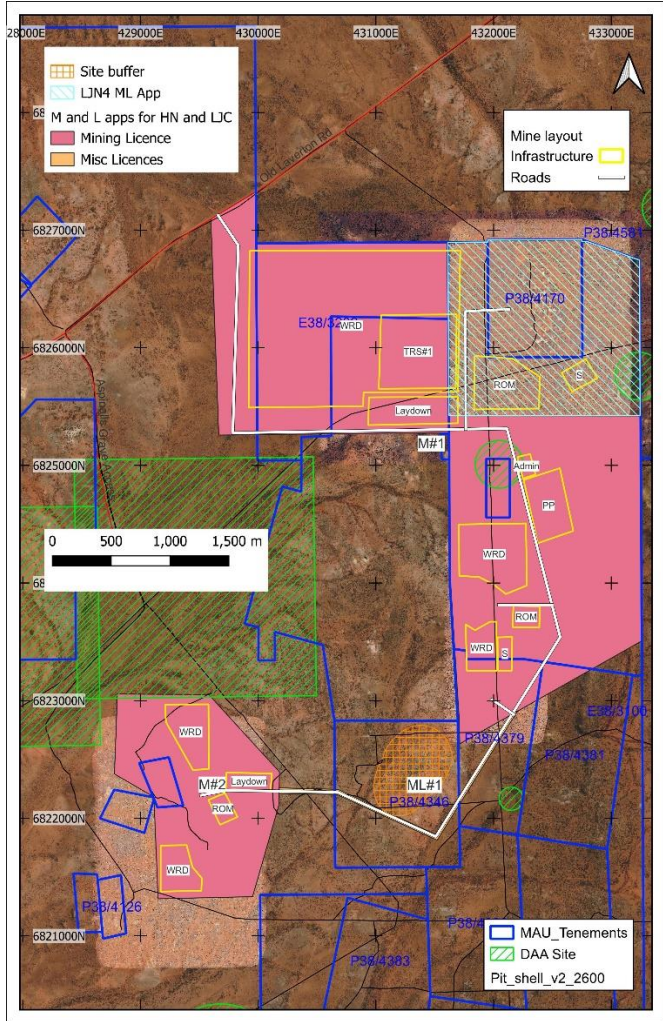 28000E 429000E 430000E 431000E 432000E 433000E
Site buffer
LJN4 ML App
M and L apps for HN and LJC
Mining Licence
Misc Licences
Mine layout
Infrastructure
Roads
Old Laverton Rd
6827000N
P38/4581
P38/4170
WRD
6826000N
TRS#1
ROM
S
Laydown
M#1
6825000N
Admin
PP
0 500 1,000 1,500 m
WRD
ROM
WRD
S
6823000N
E38/3100
WRD
P38/4379
P38/4381
M#2
Laydown
ML#1
6822000N
ROM
P38/4346
WRD
P38/4126
6821000N
P38/4383
MAU_Tenements
DAA Site
Pit_shell_v2_2600